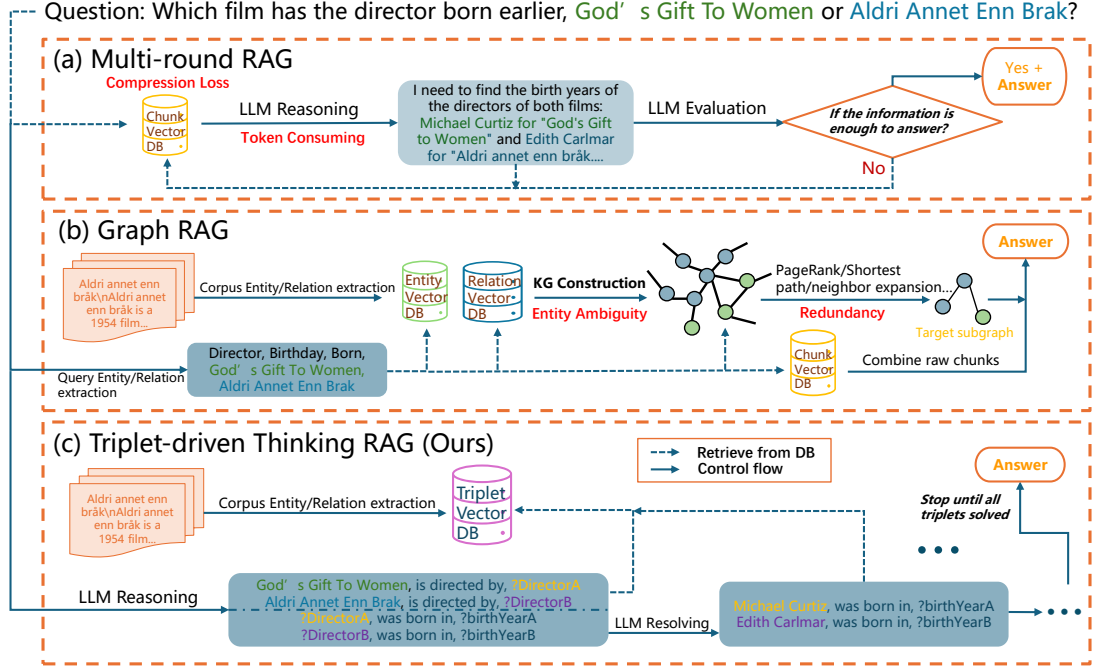 Question: Which film has the director born earlier, God's Gift To Women or Aldri Annet Enn Brak?
(a) Multi-round RAG
Compression Loss
Chunk
Vector
DB
LLM Reasoning
Token Consuming
I need to find the birth years of
the directors of both films:
Michael Curtiz for "God's Gift
to Women" and Edith Carlmar
for "Aldri annet enn bråk....
LLM Evaluation
If the information is
enough to answer?
Yes +
Answer
No
(b) Graph RAG
Aldri annet enn
bråk\nAldri annet
enn bråk is a
1954 film...
Corpus Entity/Relation extraction
Entity
Vector
DB
Relation
Vector
DB
KG Construction
Entity Ambiguity
PageRank/Shortest
path/neighbor expansion...
Redundancy
Target subgraph
Answer
Query Entity/Relation
extraction
Director, Birthday, Born,
God's Gift To Women,
Aldri Annet Enn Brak
Chunk
Vector
DB
Combine raw chunks
(c) Triplet-driven Thinking RAG (Ours)
Retrieve from DB
Control flow
Aldri annet enn
bråk\nAldri annet
enn bråk is a
1954 film...
Corpus Entity/Relation extraction
Triplet
Vector
DB
Answer
Stop until all
triplets solved
LLM Reasoning
God's Gift To Women, is directed by, ?DirectorA
Aldri Annet Enn Brak, is directed by, ?DirectorB
?DirectorA, was born in, ?birthYearA
?DirectorB, was born in, ?birthYearB
LLM Resolving
Michael Curtiz, was born in, ?birthYearA
Edith Carlmar, was born in, ?birthYearB